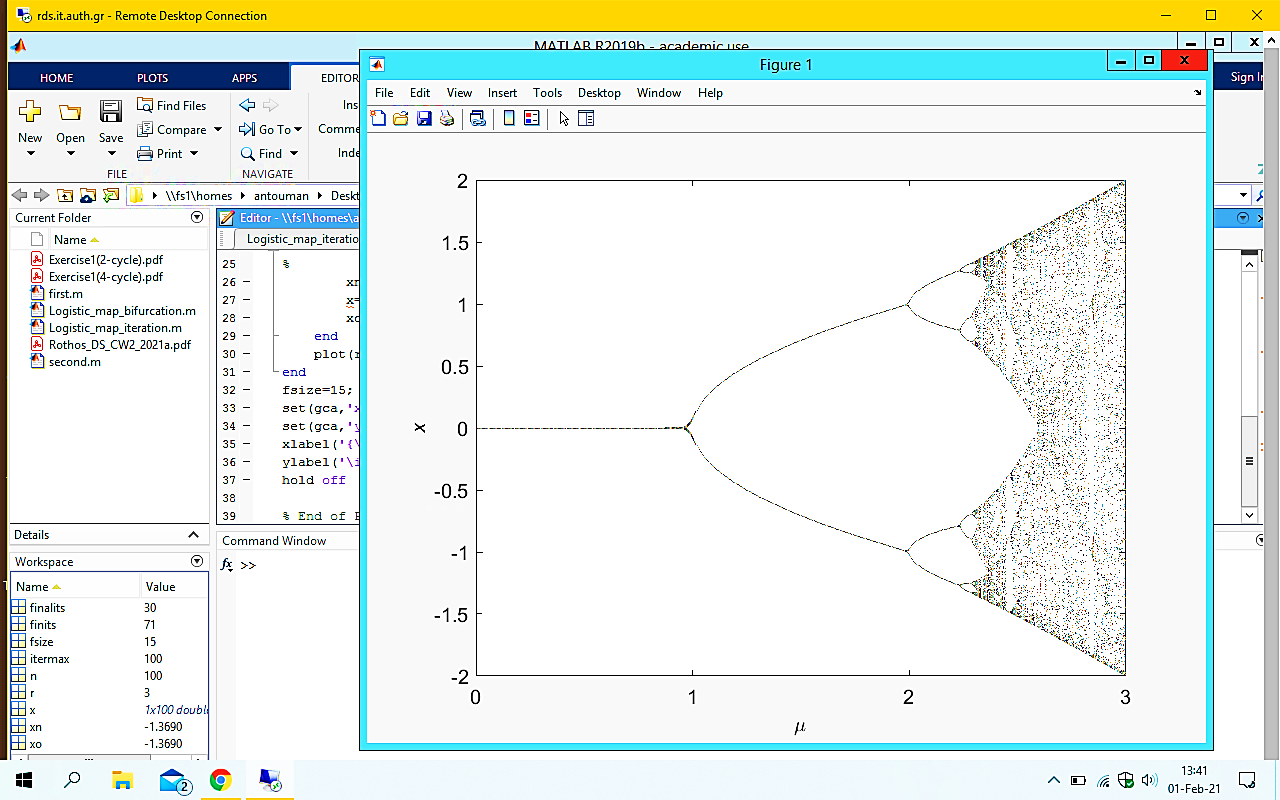 rds.it.auth.gr - Remote Desktop Connection
MATLAB R2019b - academic use
HOME PLOTS APPS EDITOR
Sign In
New Open Save
Find Files
Compare
Print
FILE
Go To
Find
NAVIGATE
Ins
Comme
Inde
\\fs1\homes antouman Deskt
Current Folder
Name
Exercise1(2-cycle).pdf
Exercise1(4-cycle).pdf
first.m
Logistic_map_bifurcation.m
Logistic_map_iteration.m
Rothos_DS_CW2_2021a.pdf
second.m
Details
Workspace
Name Value
finalits 30
finits 71
fsize 15
itermax 100
n 100
r 3
x 1x100 double
xn -1.3690
xo -1.3690
Editor - \\fs1\homes\a
Logistic_map_iteratio
25 %
26 - xn
27 - x=
28 - xo
29 - end
30 - plot(r
31 - end
32 - fsize=15;
33 - set(gca,'x
34 - set(gca,'y
35 - xlabel('{\
36 - ylabel('\i
37 - hold off
38
39 % End of P
Command Window
fx >>
Figure 1
File Edit View Insert Tools Desktop Window Help
2
1.5
1
0.5
0
-0.5
-1
-1.5
-2
x
0 1 2 3
μ
2
13:41
01-Feb-21
2